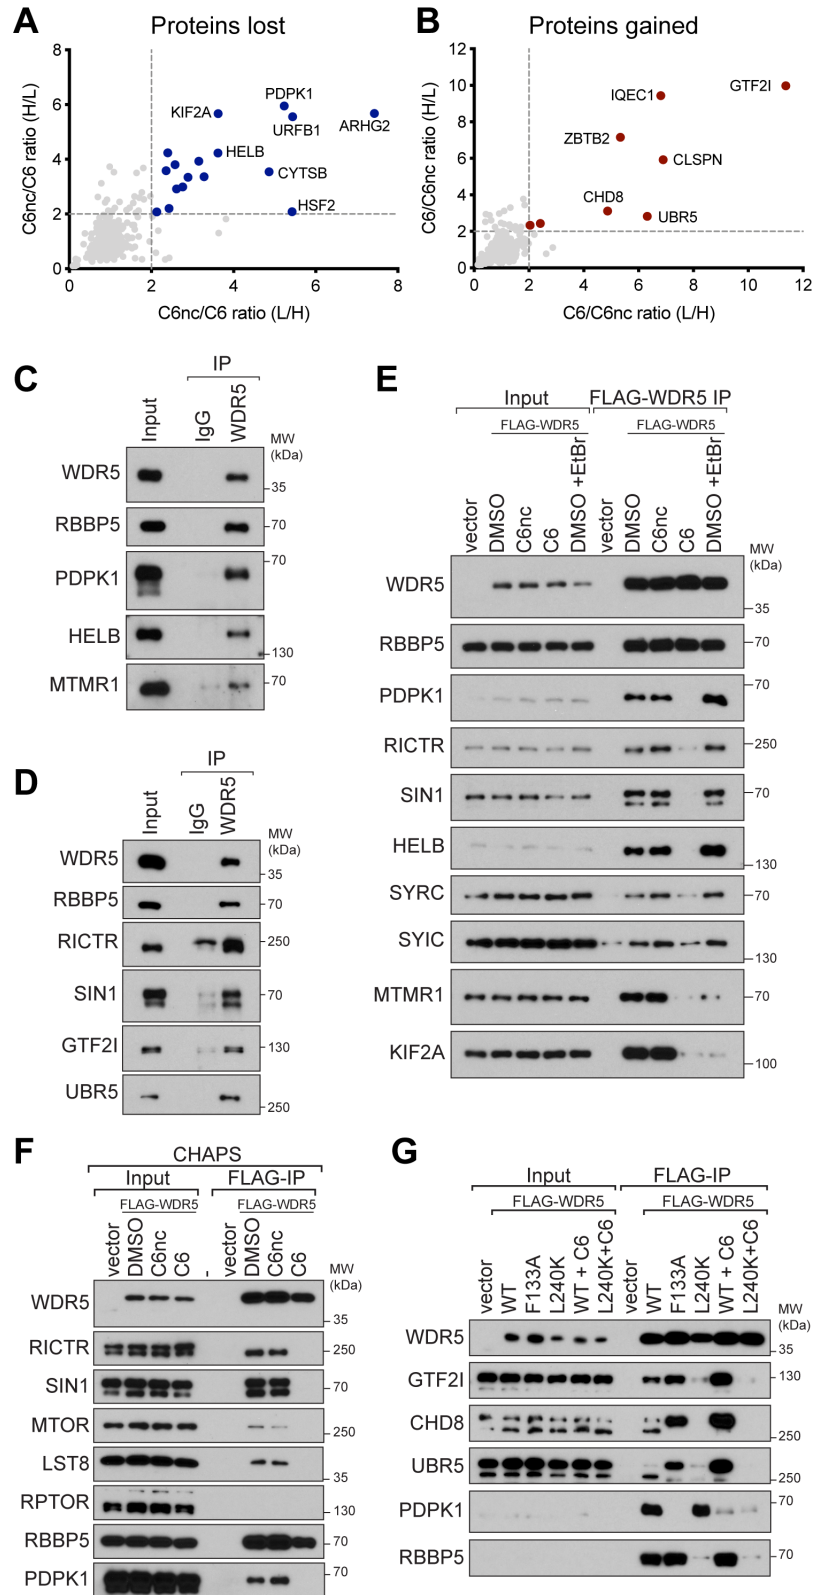 A
Proteins lost
C6nc/C6 ratio (H/L)
8
6
4
2
0
0
2
4
6
8
C6nc/C6 ratio (L/H)
KIF2A
PDPK1
URFB1
ARHG2
HELB
CYTSB
HSF2
B
Proteins gained
C6/C6nc ratio (H/L)
12
10
8
6
4
2
0
0
2
4
6
8
10
12
C6/C6nc ratio (L/H)
IQEC1
GTF2I
ZBTB2
CLSPN
CHD8
UBR5
C
IP
Input
IgG
WDR5
MW
(kDa)
WDR5
35
RBBP5
70
PDPK1
70
HELB
130
MTMR1
70
D
IP
Input
IgG
WDR5
MW
(kDa)
WDR5
35
RBBP5
70
RICTR
250
SIN1
70
GTF2I
130
UBR5
250
E
Input
FLAG-WDR5 IP
FLAG-WDR5
FLAG-WDR5
vector
DMSO
C6nc
C6
DMSO +EtBr
vector
DMSO
C6nc
C6
DMSO +EtBr
MW
(kDa)
WDR5
35
RBBP5
70
PDPK1
70
RICTR
250
SIN1
70
HELB
130
SYRC
70
SYIC
130
MTMR1
70
KIF2A
100
F
CHAPS
Input
FLAG-IP
FLAG-WDR5
FLAG-WDR5
vector
DMSO
C6nc
C6
-
vector
DMSO
C6nc
C6
MW
(kDa)
WDR5
35
RICTR
250
SIN1
70
MTOR
250
LST8
35
RPTOR
130
RBBP5
70
PDPK1
70
G
Input
FLAG-IP
FLAG-WDR5
FLAG-WDR5
vector
WT
F133A
L240K
WT + C6
L240K+C6
vector
WT
F133A
L240K
WT + C6
L240K+C6
MW
(kDa)
WDR5
35
GTF2I
130
CHD8
250
UBR5
250
PDPK1
70
RBBP5
70